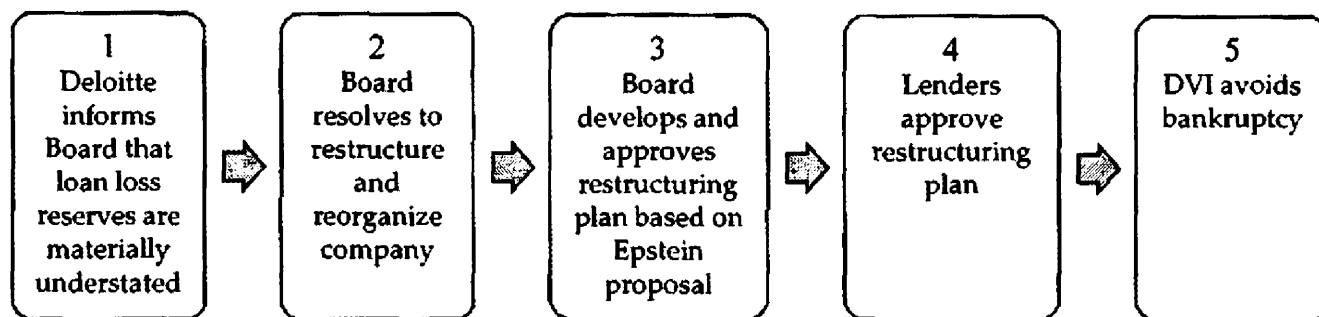 1
Deloitte
informs
Board that
loan loss
reserves are
materially
understated
2
Board
resolves to
restructure
and
reorganize
company
3
Board
develops and
approves
restructuring
plan based on
Epstein
proposal
4
Lenders
approve
restructuring
plan
5
DVI avoids
bankruptcy